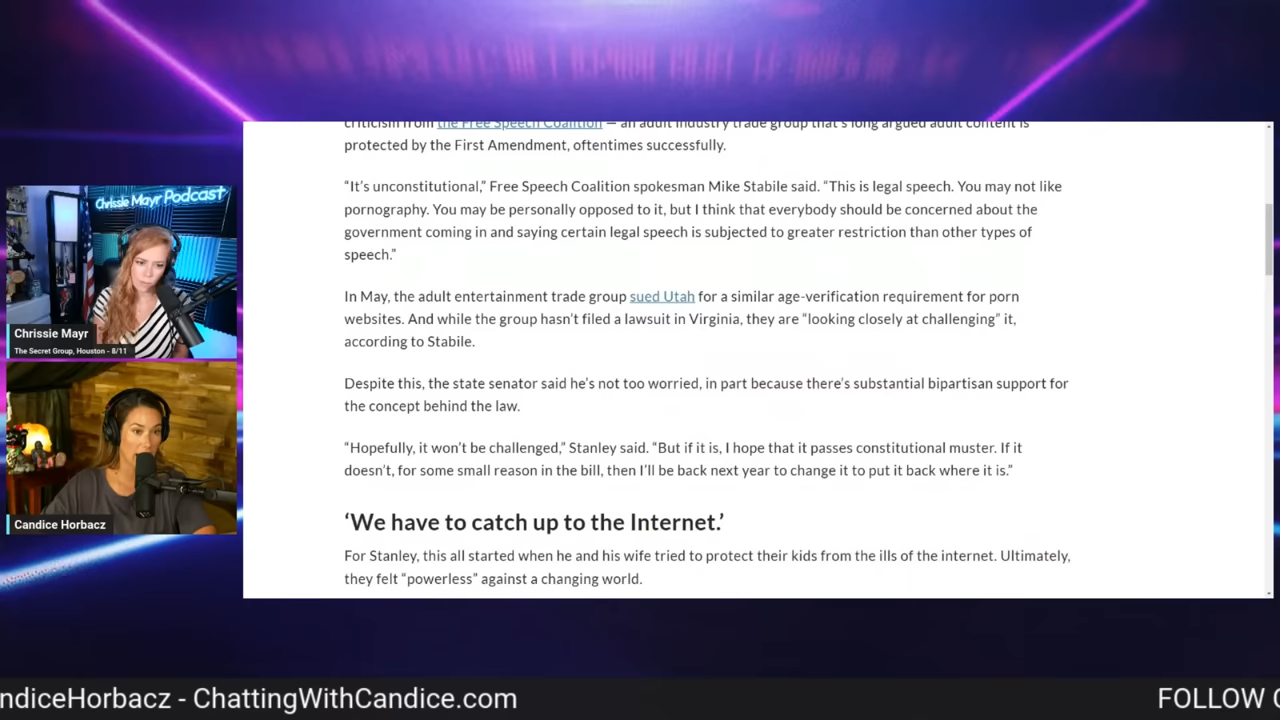 criticism from the Free Speech Coalition — an adult industry trade group that's long argued adult content is
protected by the First Amendment, oftentimes successfully.
“It's unconstitutional,” Free Speech Coalition spokesman Mike Stabile said. “This is legal speech. You may not like
pornography. You may be personally opposed to it, but I think that everybody should be concerned about the
government coming in and saying certain legal speech is subjected to greater restriction than other types of
speech.”
In May, the adult entertainment trade group sued Utah for a similar age-verification requirement for porn
websites. And while the group hasn't filed a lawsuit in Virginia, they are “looking closely at challenging” it,
according to Stabile.
Despite this, the state senator said he's not too worried, in part because there's substantial bipartisan support for
the concept behind the law.
“Hopefully, it won't be challenged,” Stanley said. “But if it is, I hope that it passes constitutional muster. If it
doesn't, for some small reason in the bill, then I'll be back next year to change it to put it back where it is.”
‘We have to catch up to the Internet.’
For Stanley, this all started when he and his wife tried to protect their kids from the ills of the internet. Ultimately,
they felt “powerless” against a changing world.
Chrissie Mayr Podcast
Chrissie Mayr
The Secret Group, Houston - 8/11
Candice Horbacz
ndiceHorbacz - ChattingWithCandice.com
FOLLOW